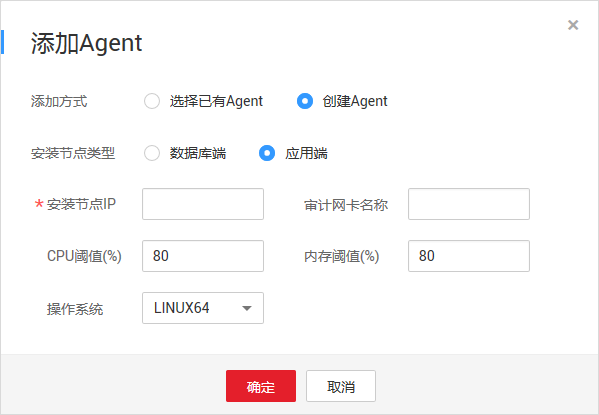 添加Agent
添加方式 选择已有Agent 创建Agent
安装节点类型 数据库端 应用端
* 安装节点IP 审计网卡名称
CPU阈值(%) 80 内存阈值(%) 80
操作系统 LINUX64
确定 取消